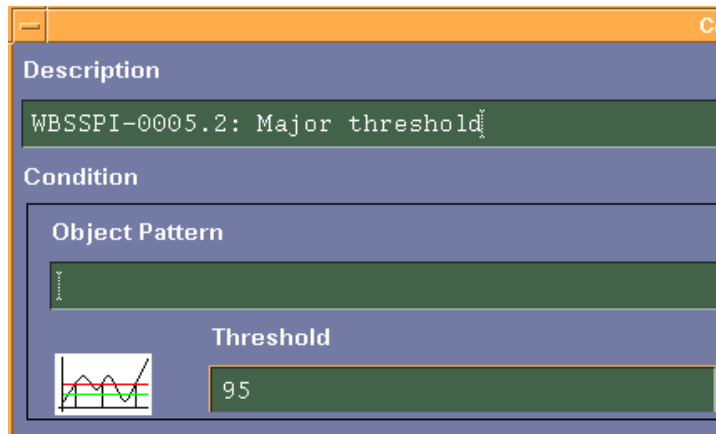 Description
WBSSPI-0005.2: Major threshold
Condition
Object Pattern
Threshold
95